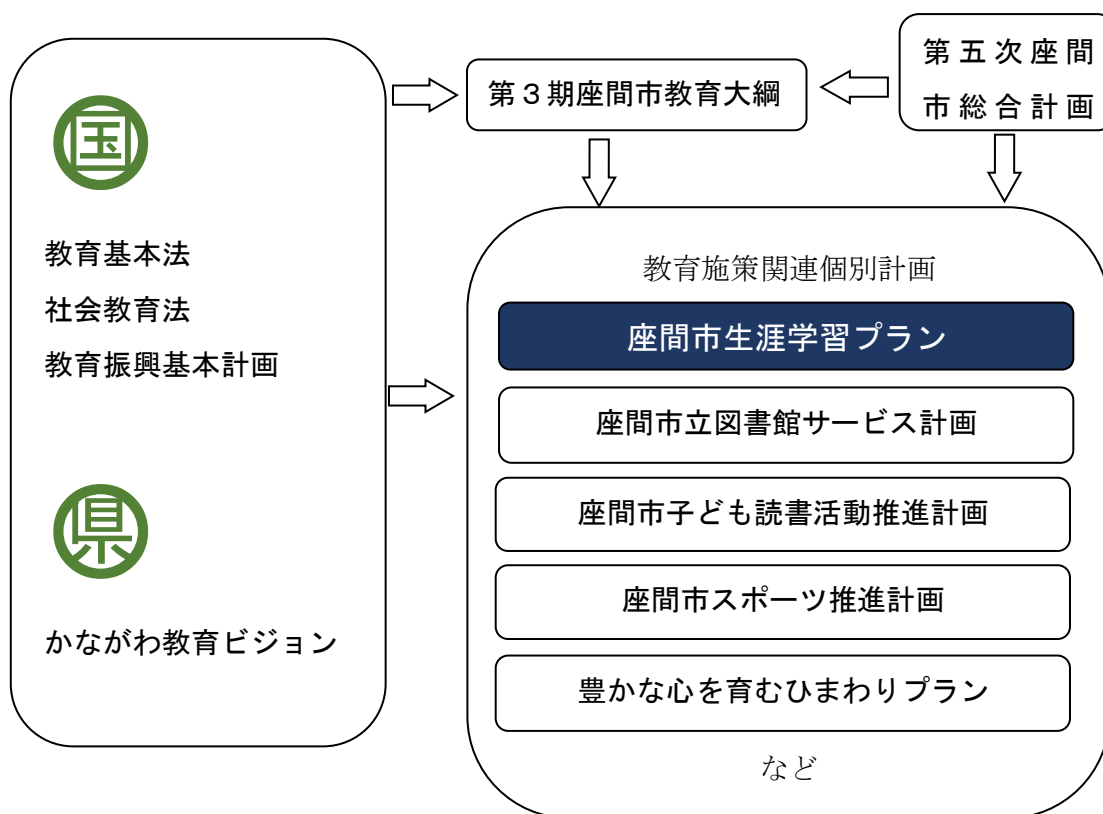 国
教育基本法
社会教育法
教育振興基本計画
県
かながわ教育ビジョン
第３期座間市教育大綱
第五次座間
市総合計画
教育施策関連個別計画
座間市生涯学習プラン
座間市立図書館サービス計画
座間市子ども読書活動推進計画
座間市スポーツ推進計画
豊かな心を育むひまわりプラン
など